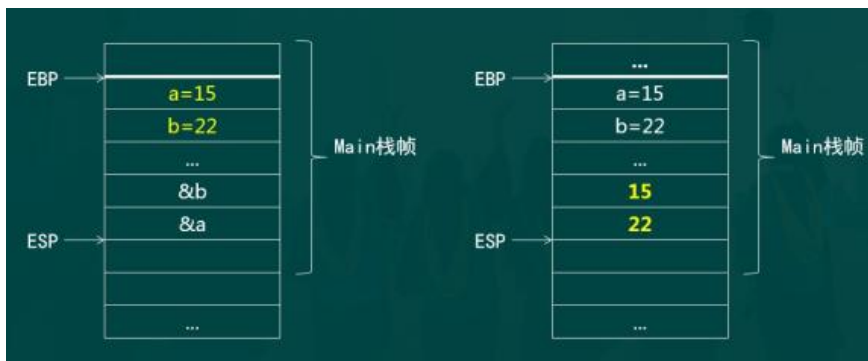 ...
EBP
EBP
a=15
a=15
b=22
b=22
...
Main栈帧
...
Main栈帧
&b
15
&a
22
ESP
ESP
...
...